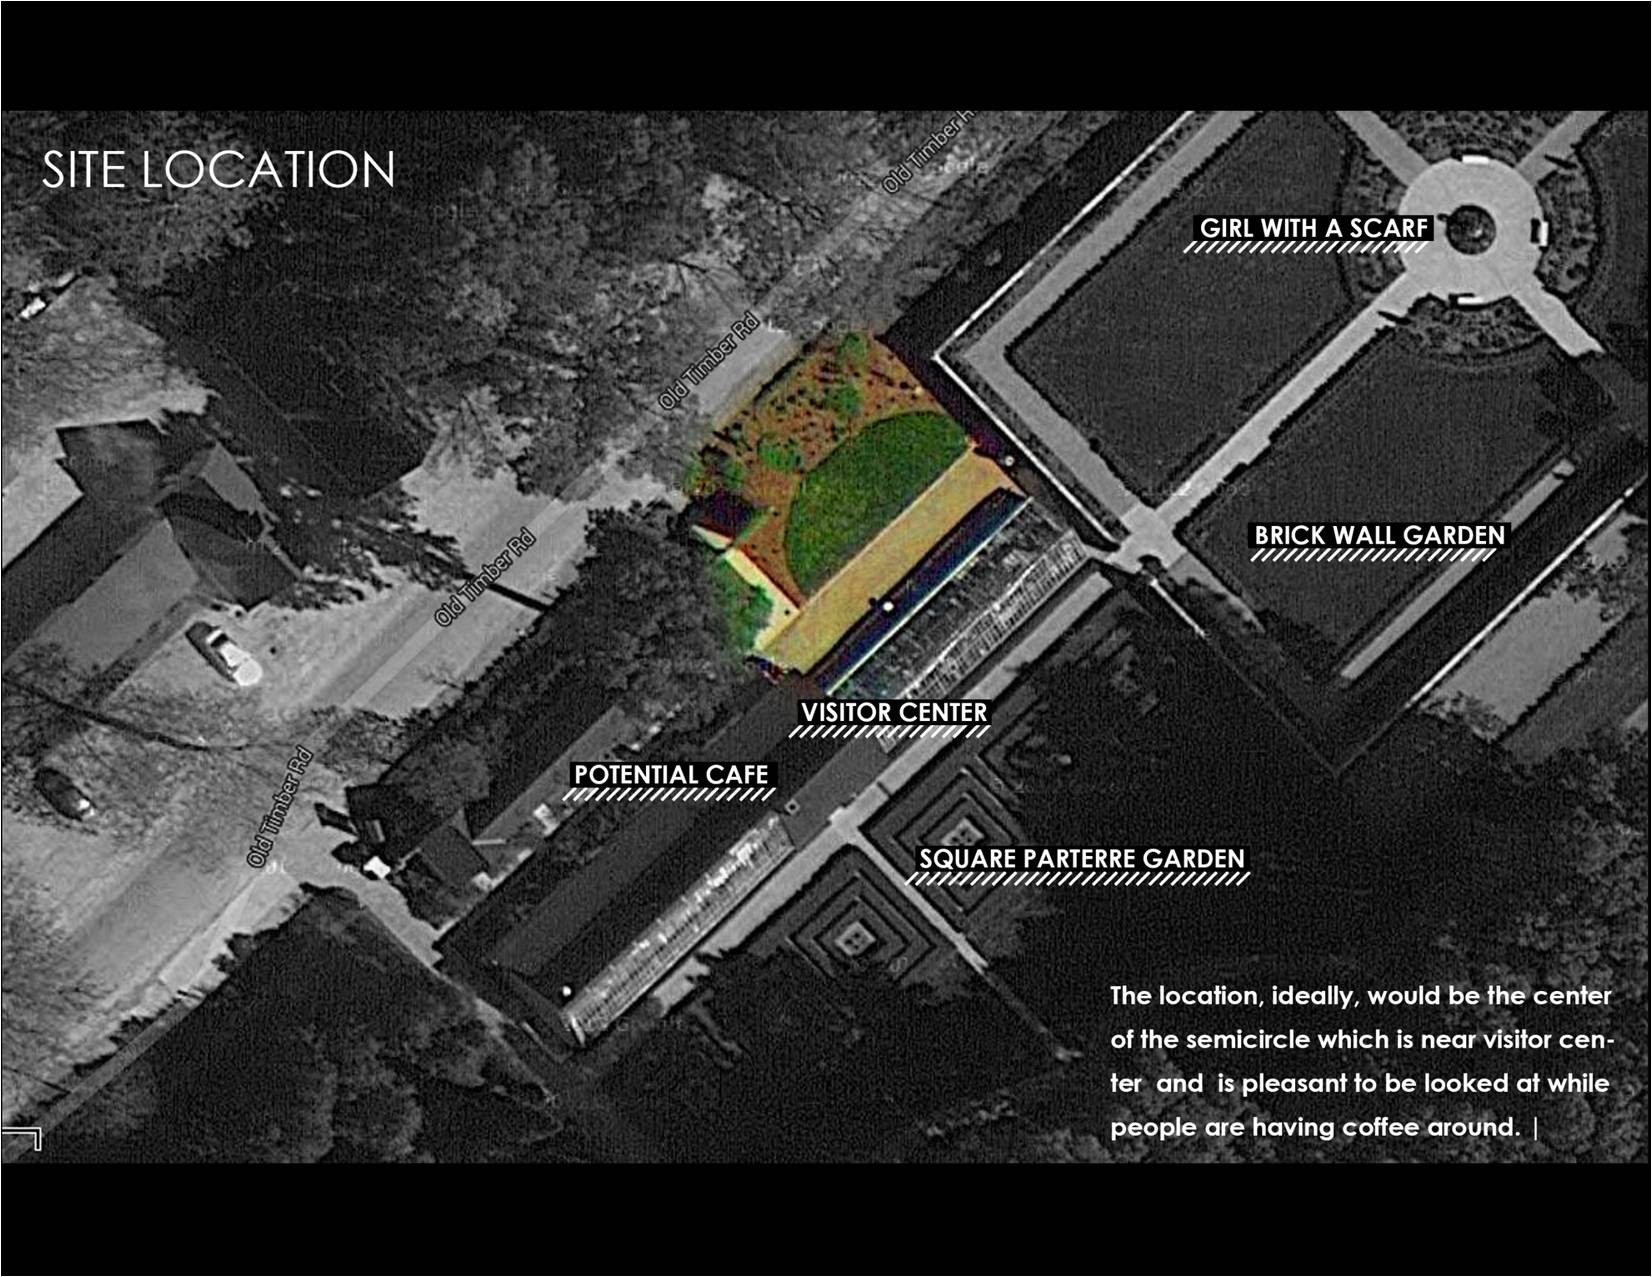 SITE LOCATION
Old Timber R
GIRL WITH A SCARF
Old Timber Rd
BRICK WALL GARDEN
Old Timber Rd
VISITOR CENTER
POTENTIAL CAFE
Old Timber Rd
SQUARE PARTERRE GARDEN
The location, ideally, would be the center
of the semicircle which is near visitor cen-
ter and is pleasant to be looked at while
people are having coffee around. |